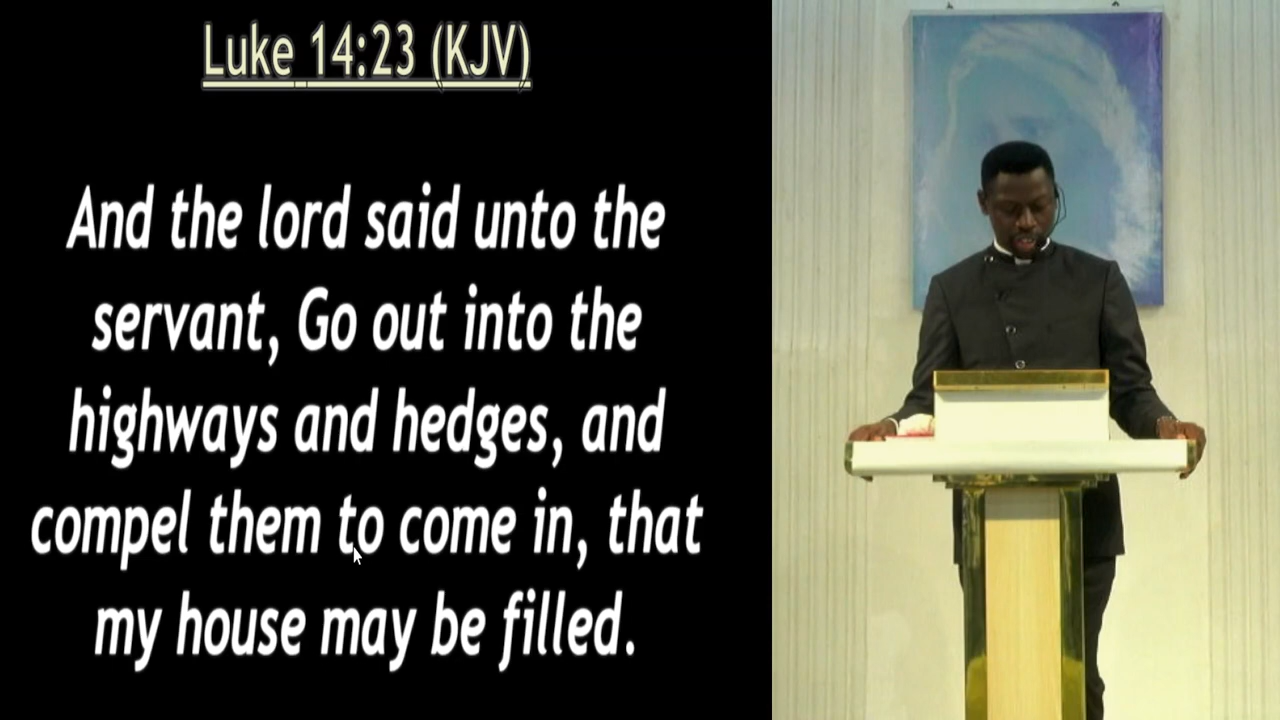 Luke 14:23 (KJV)
And the lord said unto the
servant, Go out into the
highways and hedges, and
compel them to come in, that
my house may be filled.